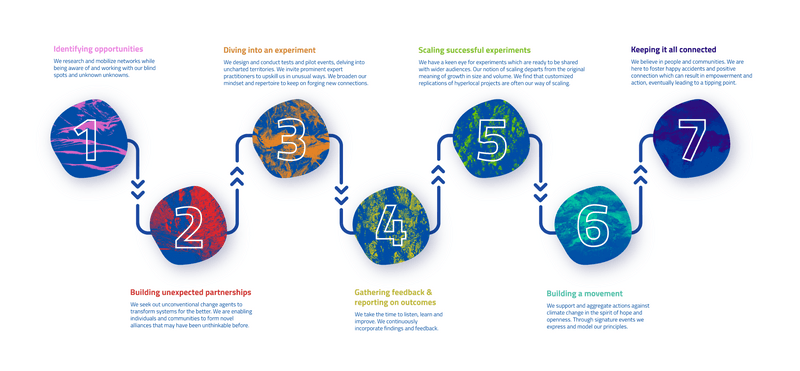 Identifying opportunities
We research and mobilize networks while
being aware of and working with our blind
spots and unknown unknowns.
1
Building unexpected partnerships
We seek out unconventional change agents to
transform systems for the better. We are enabling
individuals and communities to form novel
alliances that may have been unthinkable before.
2
Diving into an experiment
We design and conduct tests and pilot events, delving into
uncharted territories. We invite prominent expert
practitioners to upskill us in unusual ways. We broaden our
mindset and repertoire to keep on forging new connections.
3
Gathering feedback &
reporting on outcomes
We take the time to listen, learn and
improve. We continuously
incorporate findings and feedback.
4
Scaling successful experiments
We have a keen eye for experiments which are ready to be shared
with wider audiences. Our notion of scaling departs from the original
meaning of growth in size and volume. We find that customized
replications of hyperlocal projects are often our way of scaling.
5
Building a movement
We support and aggregate actions against
climate change in the spirit of hope and
openness. Through signature events we
express and model our principles.
6
Keeping it all connected
We believe in people and communities. We are
here to foster happy accidents and positive
connection which can result in empowerment and
action, eventually leading to a tipping point.
7